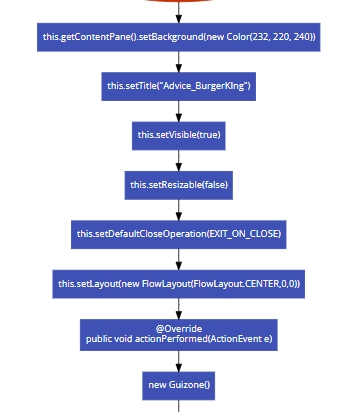 this.getContentPane().setBackground(new Color(232, 220, 240))
this.setTitle("Advice_BurgerKIng")
this.setVisible(true)
this.setResizable(false)
this.setDefaultCloseOperation(EXIT_ON_CLOSE)
this.setLayout(new FlowLayout(FlowLayout.CENTER,0,0))
@Override
public void actionPerformed(ActionEvent e)
new Guizone()